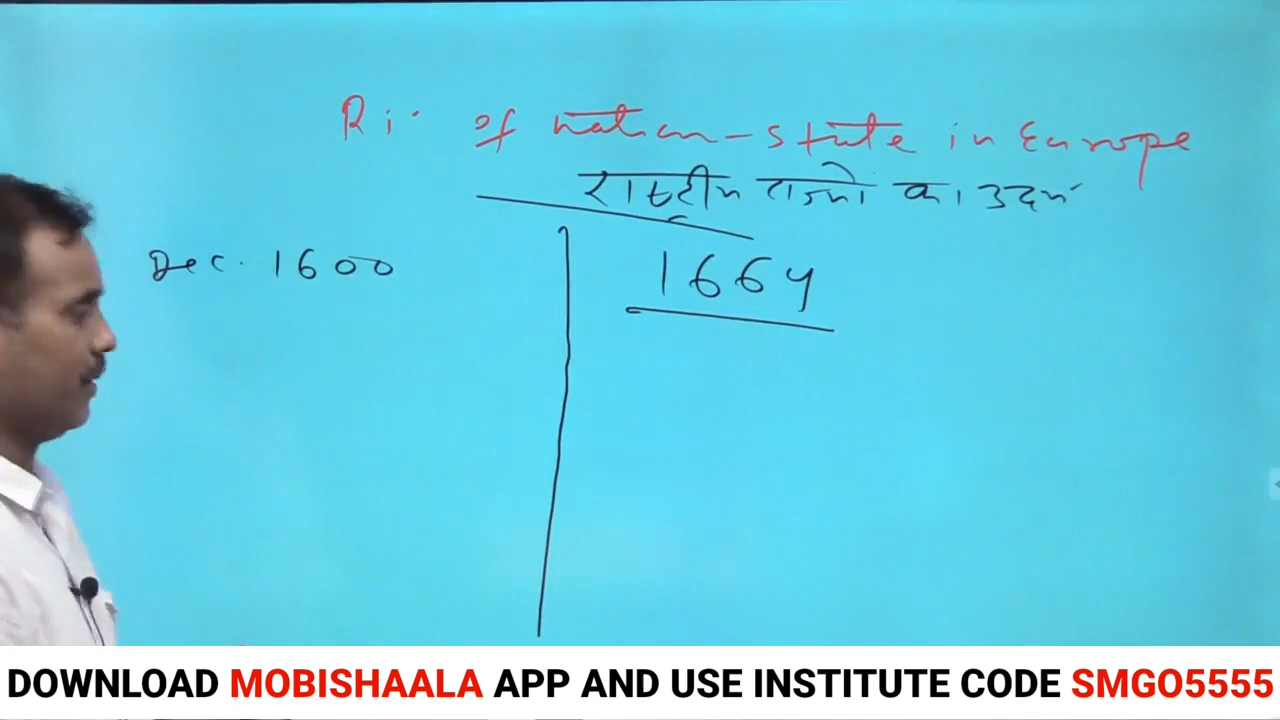 Ri. of nation-state in Europe
राष्ट्रीय राज्यों का उदय
Dec. 1600
1664
DOWNLOAD MOBISHAALA APP AND USE INSTITUTE CODE SMGO5555